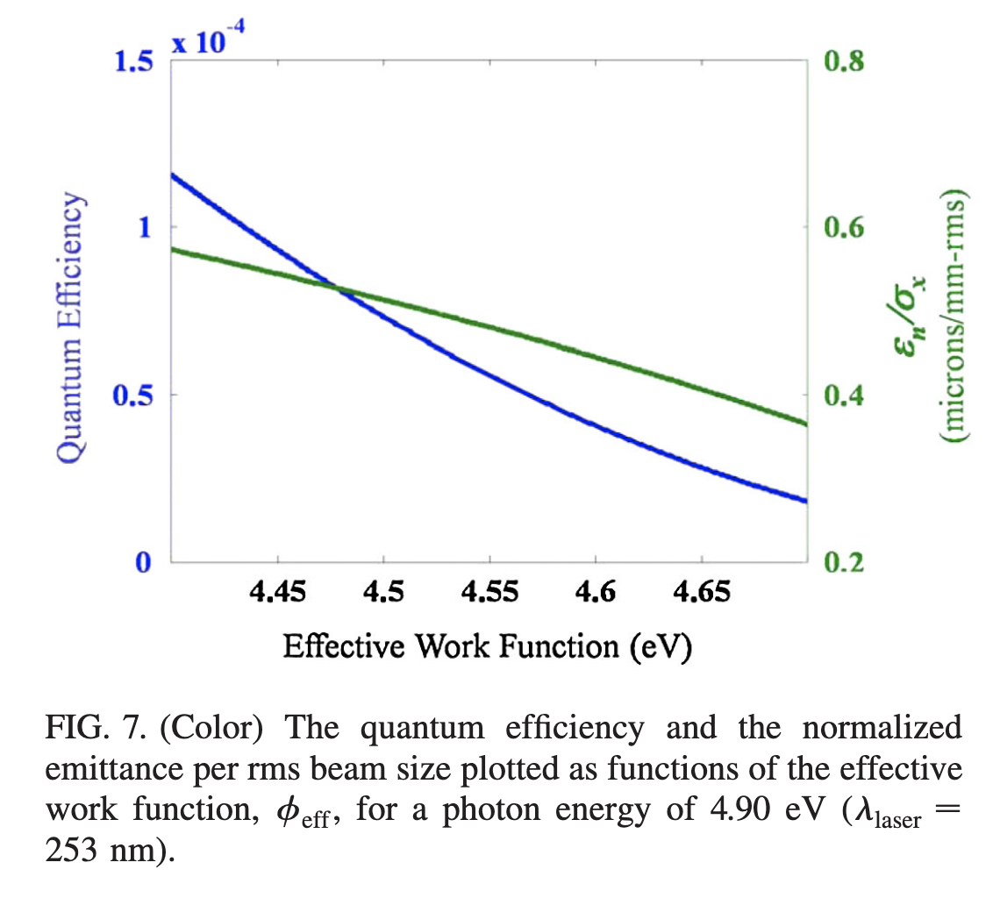 x 10^-4
1.5
1
0.5
0
Quantum Efficiency
0.8
0.6
0.4
0.2
εn/σx
(microns/mm-rms)
4.45 4.5 4.55 4.6 4.65
Effective Work Function (eV)
FIG. 7. (Color) The quantum efficiency and the normalized
emittance per rms beam size plotted as functions of the effective
work function, ϕeff, for a photon energy of 4.90 eV (λlaser =
253 nm).